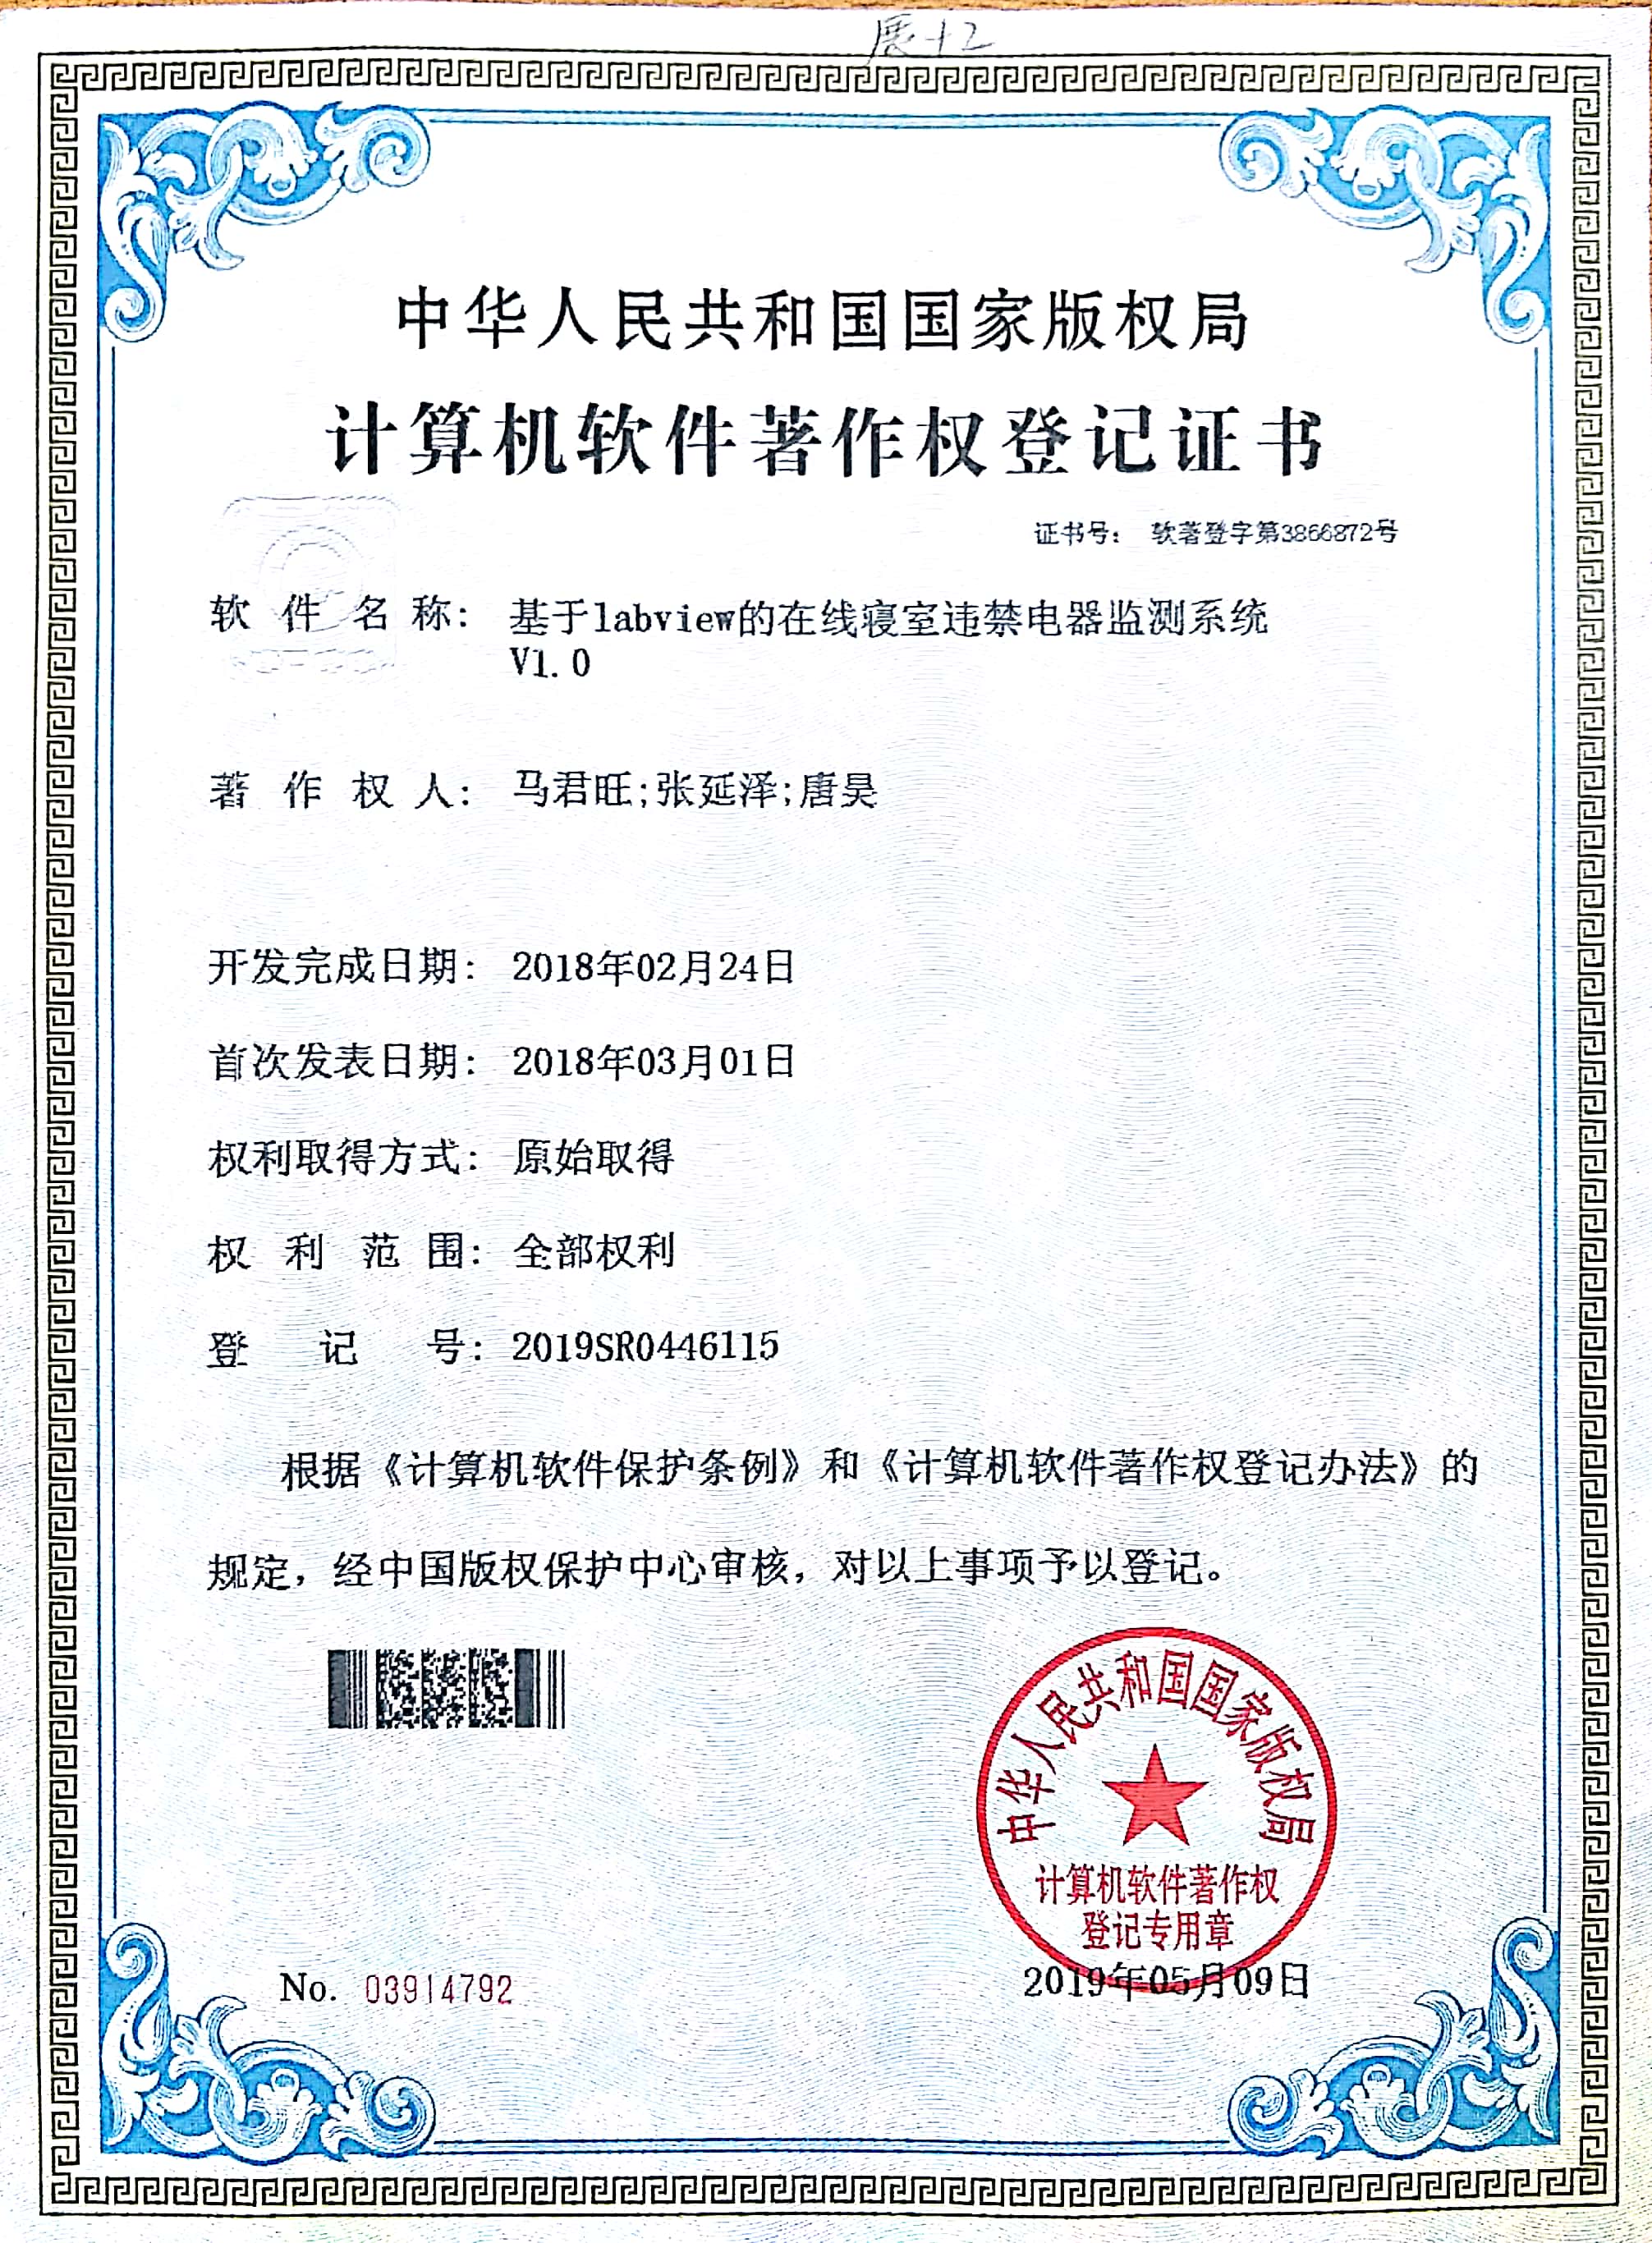 展十2
中华人民共和国国家版权局
计算机软件著作权登记证书
证书号： 软著登字第3866872号
软 件 名 称： 基于labview的在线寝室违禁电器监测系统
V1.0
著 作 权 人： 马君旺;张延泽;唐昊
开发完成日期： 2018年02月24日
首次发表日期： 2018年03月01日
权利取得方式： 原始取得
权 利 范 围： 全部权利
登 记 号： 2019SR0446115
根据《计算机软件保护条例》和《计算机软件著作权登记办法》的
规定，经中国版权保护中心审核，对以上事项予以登记。
中华人民共和国国家版权局
计算机软件著作权
登记专用章
No. 03914792
2019年05月09日